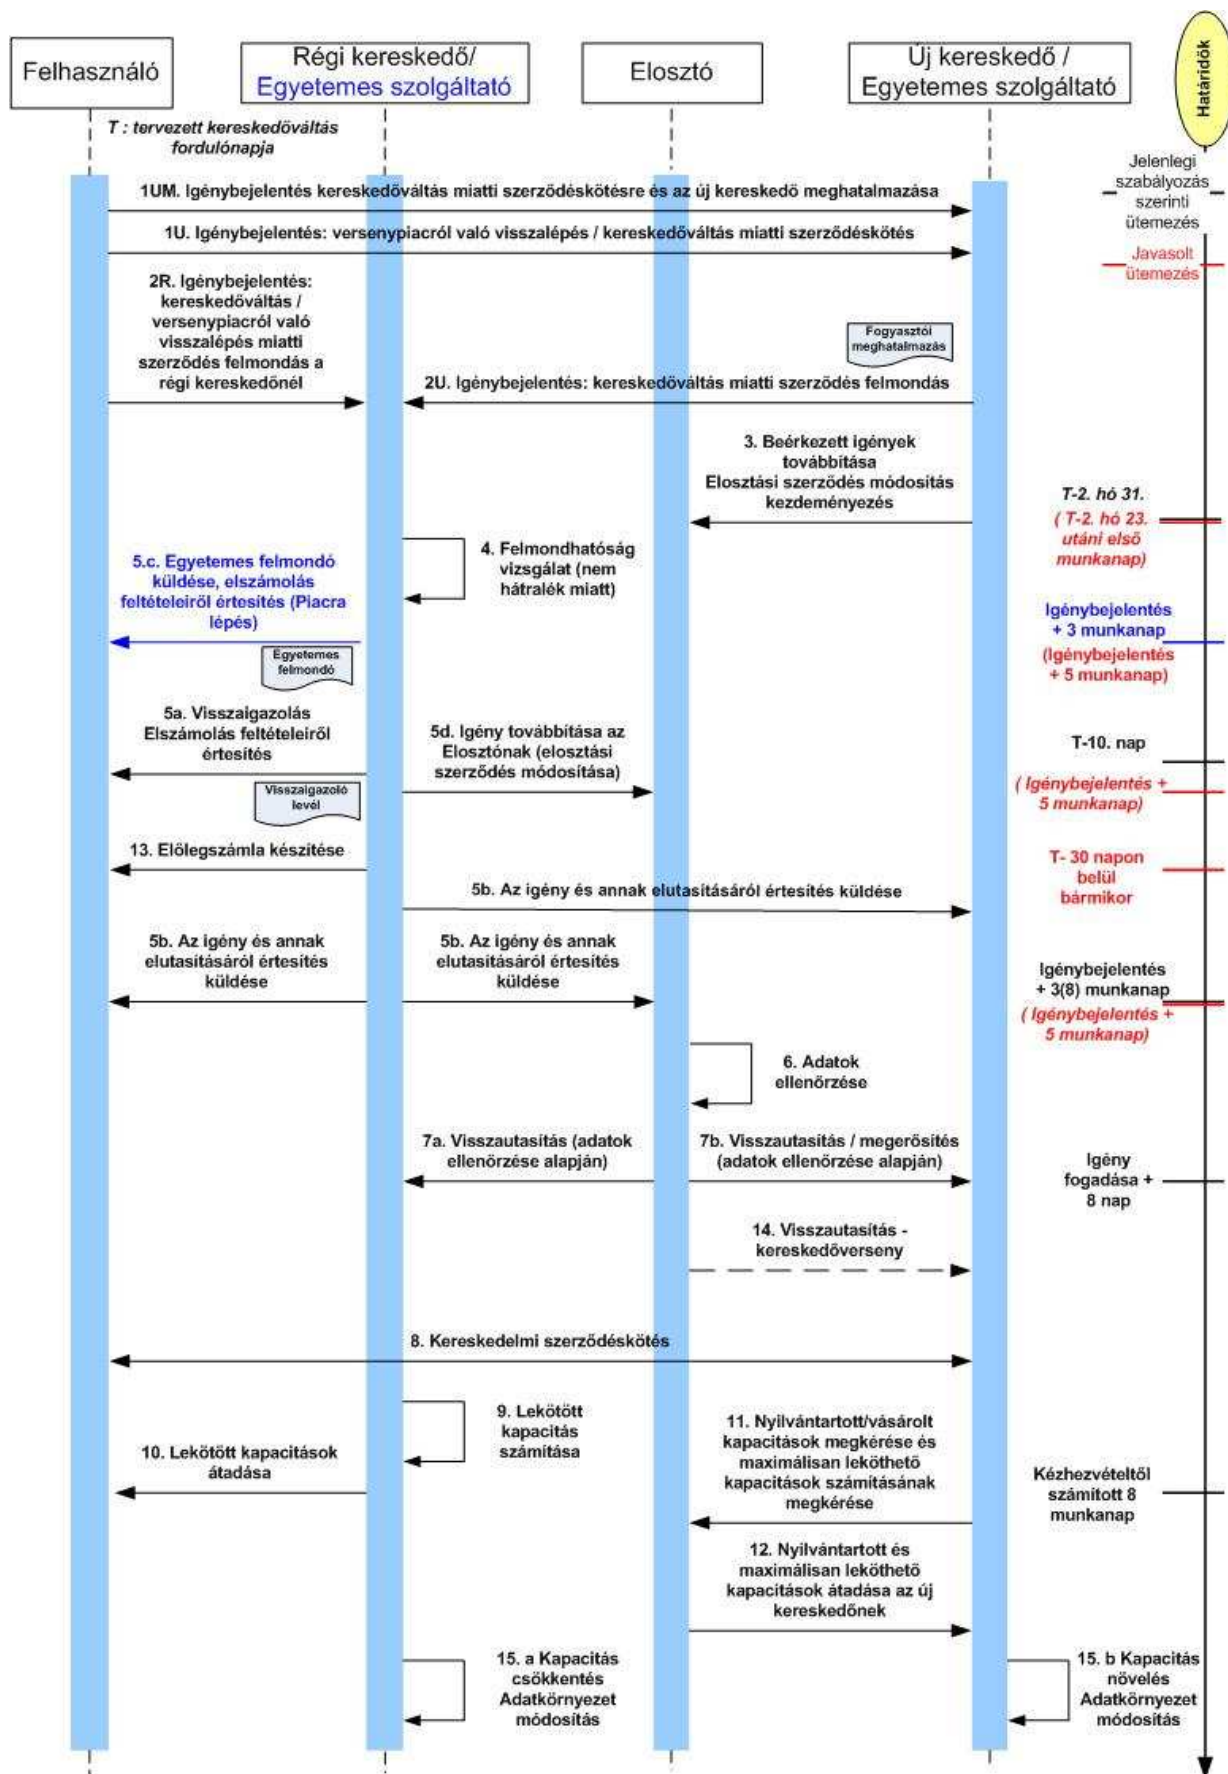 Felhasználó
Régi kereskedő/
Egyetemes szolgáltató
Elosztó
Új kereskedő /
Egyetemes szolgáltató
Határidők
T : tervezett kereskedőváltás
fordulónapja
Jelenlegi
szabályozás
szerinti
ütemezés
1UM. Igénybejelentés kereskedőváltás miatti szerződéskötésre és az új kereskedő meghatalmazása
1U. Igénybejelentés: versenypiacról való visszalépés / kereskedőváltás miatti szerződéskötés
Javasolt
ütemezés
2R. Igénybejelentés:
kereskedőváltás /
versenypiacról való
visszalépés miatti
szerződés felmondás a
régi kereskedőnél
Fogyasztói
meghatalmazás
2U. Igénybejelentés: kereskedőváltás miatti szerződés felmondás
3. Beérkezett igények
továbbítása
Elosztási szerződés módosítás
kezdeményezés
T-2. hó 31.
( T-2. hó 23.
utáni első
munkanap)
4. Felmondhatóság
vizsgálat (nem
hátralék miatt)
5.c. Egyetemes felmondó
küldése, elszámolás
feltételeiről értesítés (Piacra
lépés)
Igénybejelentés
+ 3 munkanap
(Igénybejelentés
+ 5 munkanap)
Egyetemes
felmondó
5a. Visszaigazolás
Elszámolás feltételeiről
értesítés
5d. Igény továbbítása az
Elosztónak (elosztási
szerződés módosítása)
T-10. nap
( Igénybejelentés +
5 munkanap)
Visszaigazoló
levél
13. Előlegszámla készítése
T- 30 napon
belül
bármikor
5b. Az igény és annak elutasításáról értesítés küldése
5b. Az igény és annak
elutasításáról értesítés
küldése
5b. Az igény és annak
elutasításáról értesítés
küldése
Igénybejelentés
+ 3(8) munkanap
( Igénybejelentés +
5 munkanap)
6. Adatok
ellenőrzése
7a. Visszautasítás (adatok
ellenőrzése alapján)
7b. Visszautasítás / megerősítés
(adatok ellenőrzése alapján)
Igény
fogadása +
8 nap
14. Visszautasítás -
kereskedőverseny
8. Kereskedelmi szerződéskötés
9. Lekötött
kapacitás
számítása
10. Lekötött kapacitások
átadása
11. Nyilvántartott/vásárolt
kapacitások megkérése és
maximálisan leköthető
kapacitások számításának
megkérése
Kézhezvételtől
számított 8
munkanap
12. Nyilvántartott és
maximálisan leköthető
kapacitások átadása az új
kereskedőnek
15. a Kapacitás
csökkentés
Adatkörnyezet
módosítás
15. b Kapacitás
növelés
Adatkörnyezet
módosítás